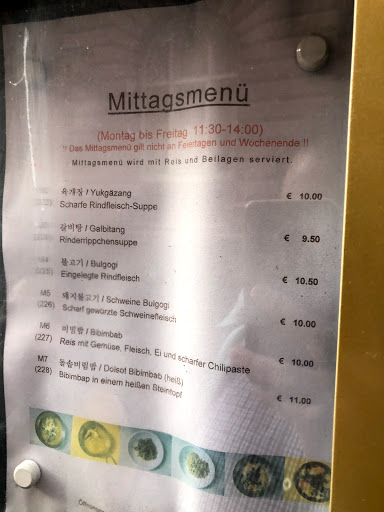 Mittagsmenü
(Montag bis Freitag 11:30-14:00)
!! Das Mittagsmenü gilt nicht an Feiertagen und Wochenende !!
Mittagsmenü wird mit Reis und Beilagen serviert.
육개장 / Yukgäzang € 10.00
Scharfe Rindfleisch-Suppe
갈비탕 / Galbitang € 9.50
Rinderrippchensuppe
불고기 / Bulgogi € 10.50
Eingelegte Rindfleisch
M5 돼지불고기 / Schweine Bulgogi € 10.00
(226) Scharf gewürzte Schweinefleisch
M6 비빔밥 / Bibimbab € 10.00
(227) Reis mit Gemüse, Fleisch, Ei und scharfer Chilipaste
M7 돌솥비빔밥 / Dolsot Bibimbab (heiß) € 11.00
(228) Bibimbap in einem heißen Steintopf